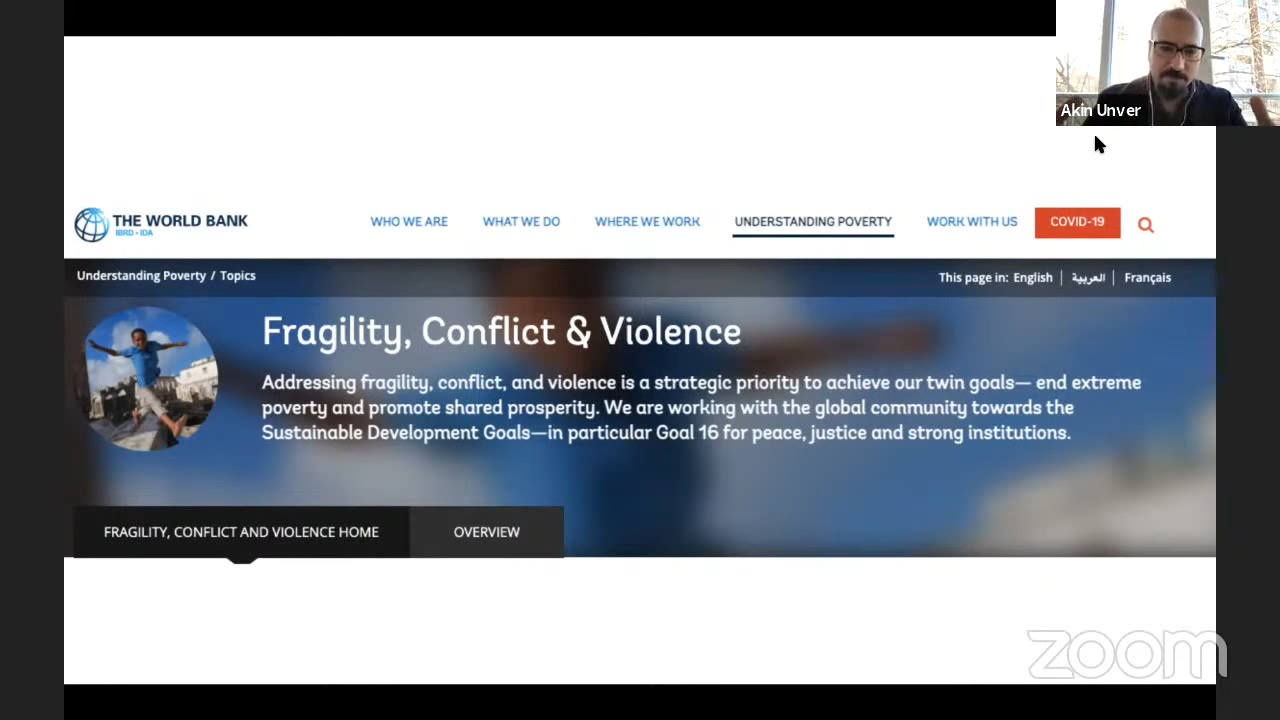 Akin Unver
THE WORLD BANK
IBRD • IDA
WHO WE ARE
WHAT WE DO
WHERE WE WORK
UNDERSTANDING POVERTY
WORK WITH US
COVID-19
Understanding Poverty / Topics
This page in: English | العربية | Français
Fragility, Conflict & Violence
Addressing fragility, conflict, and violence is a strategic priority to achieve our twin goals— end extreme
poverty and promote shared prosperity. We are working with the global community towards the
Sustainable Development Goals—in particular Goal 16 for peace, justice and strong institutions.
FRAGILITY, CONFLICT AND VIOLENCE HOME
OVERVIEW
zoom